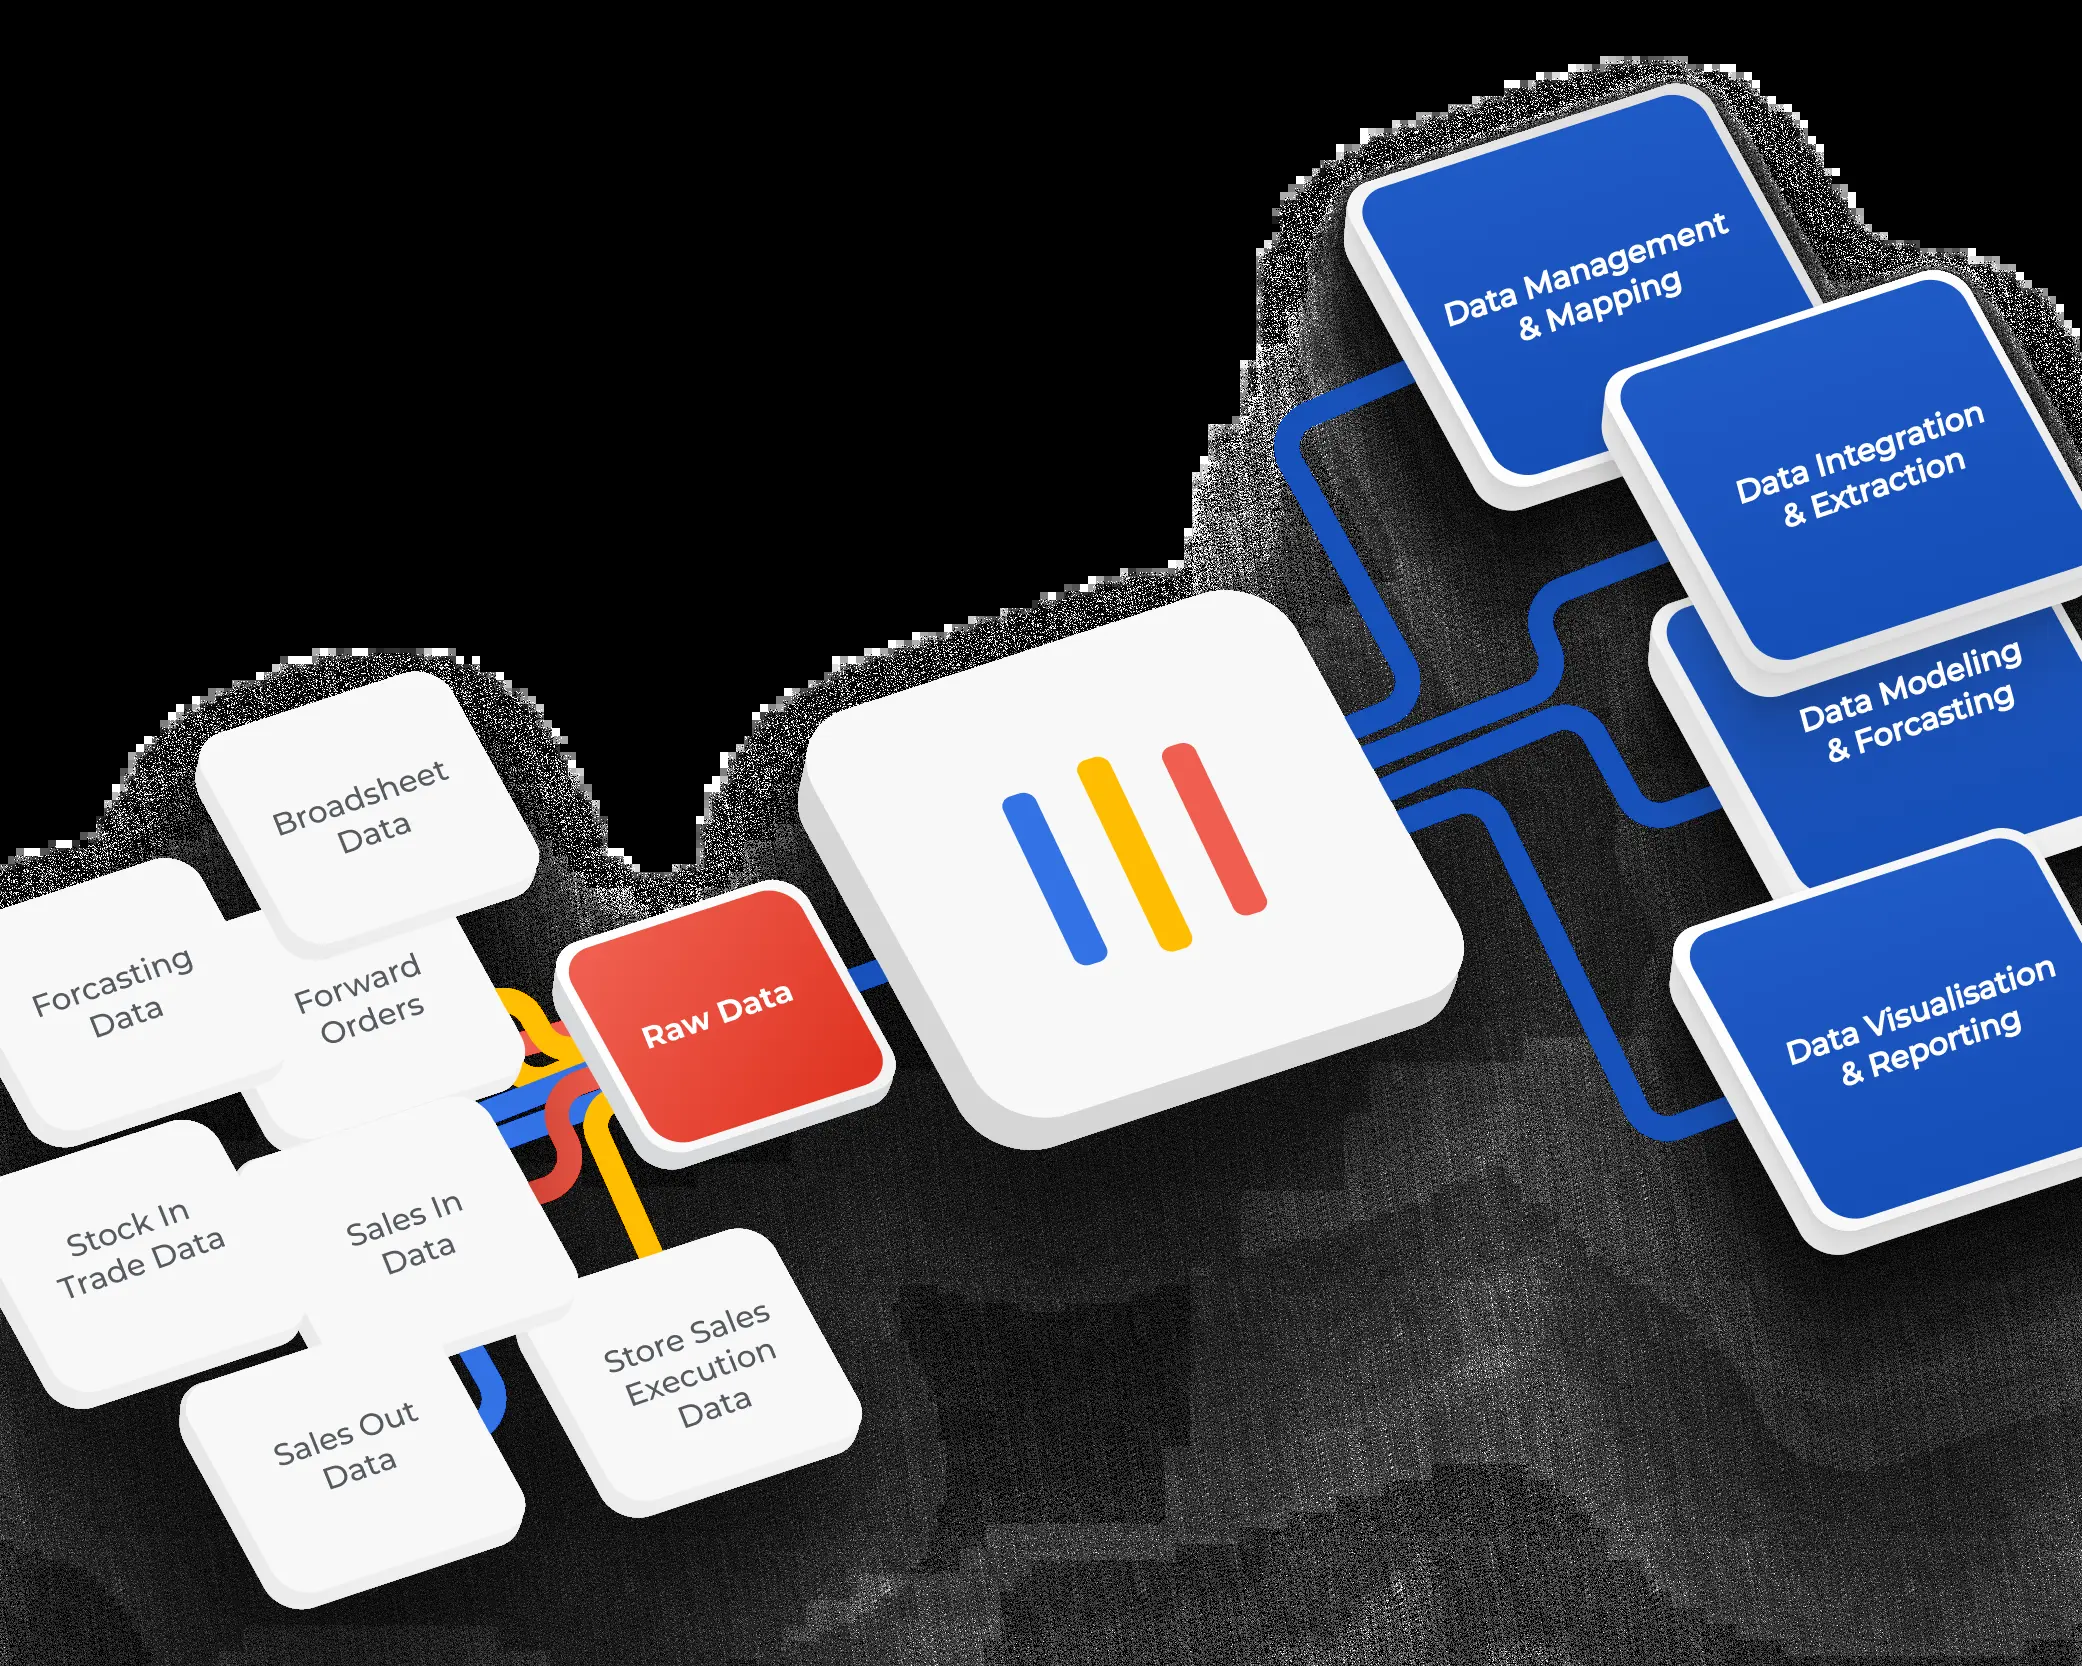 Data Management
& Mapping
Data Integration
& Extraction
Data Modeling
& Forcasting
Data Visualisation
& Reporting
Broadsheet
Data
Forcasting
Data
Forward
Orders
Raw Data
Stock In
Trade Data
Sales In
Data
Store Sales
Execution
Data
Sales Out
Data